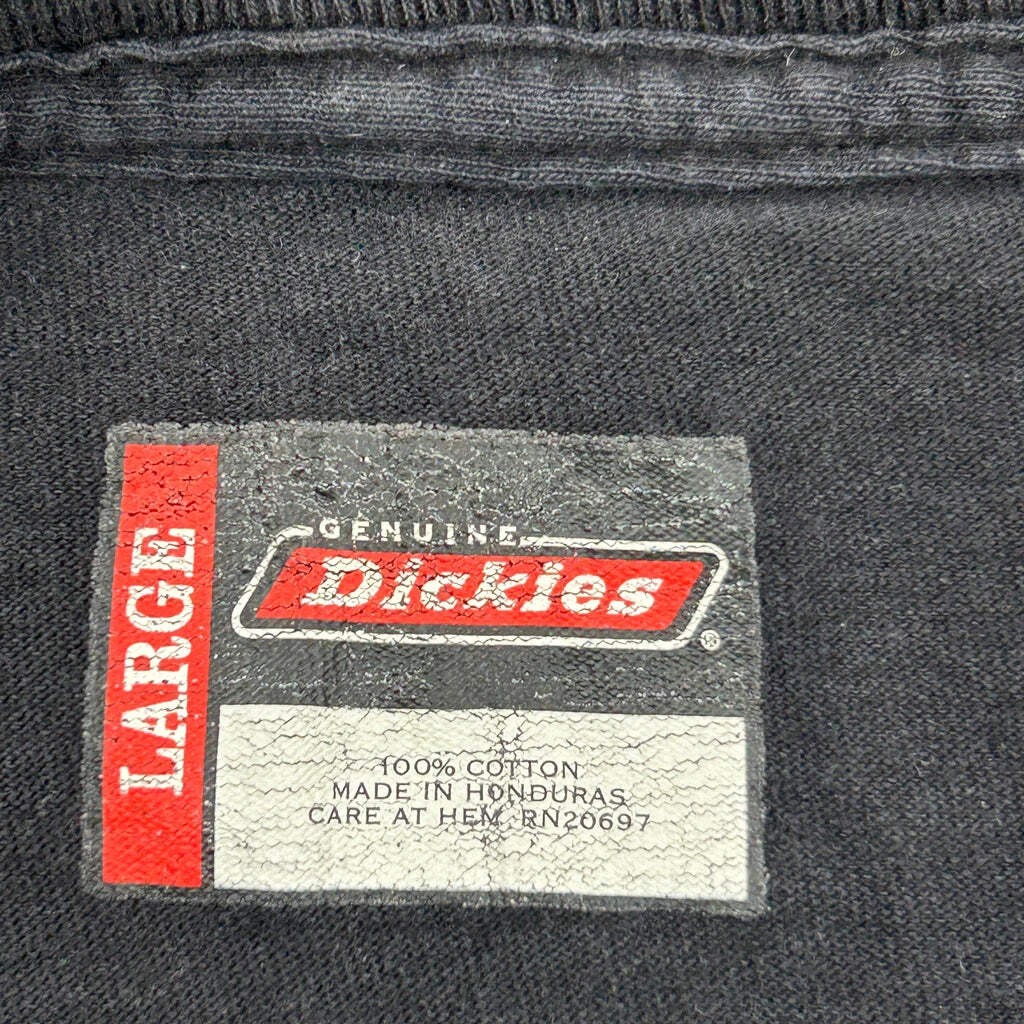 LARGE
GENUINE
Dickies
®
100% COTTON
MADE IN HONDURAS
CARE AT HEM RN20697